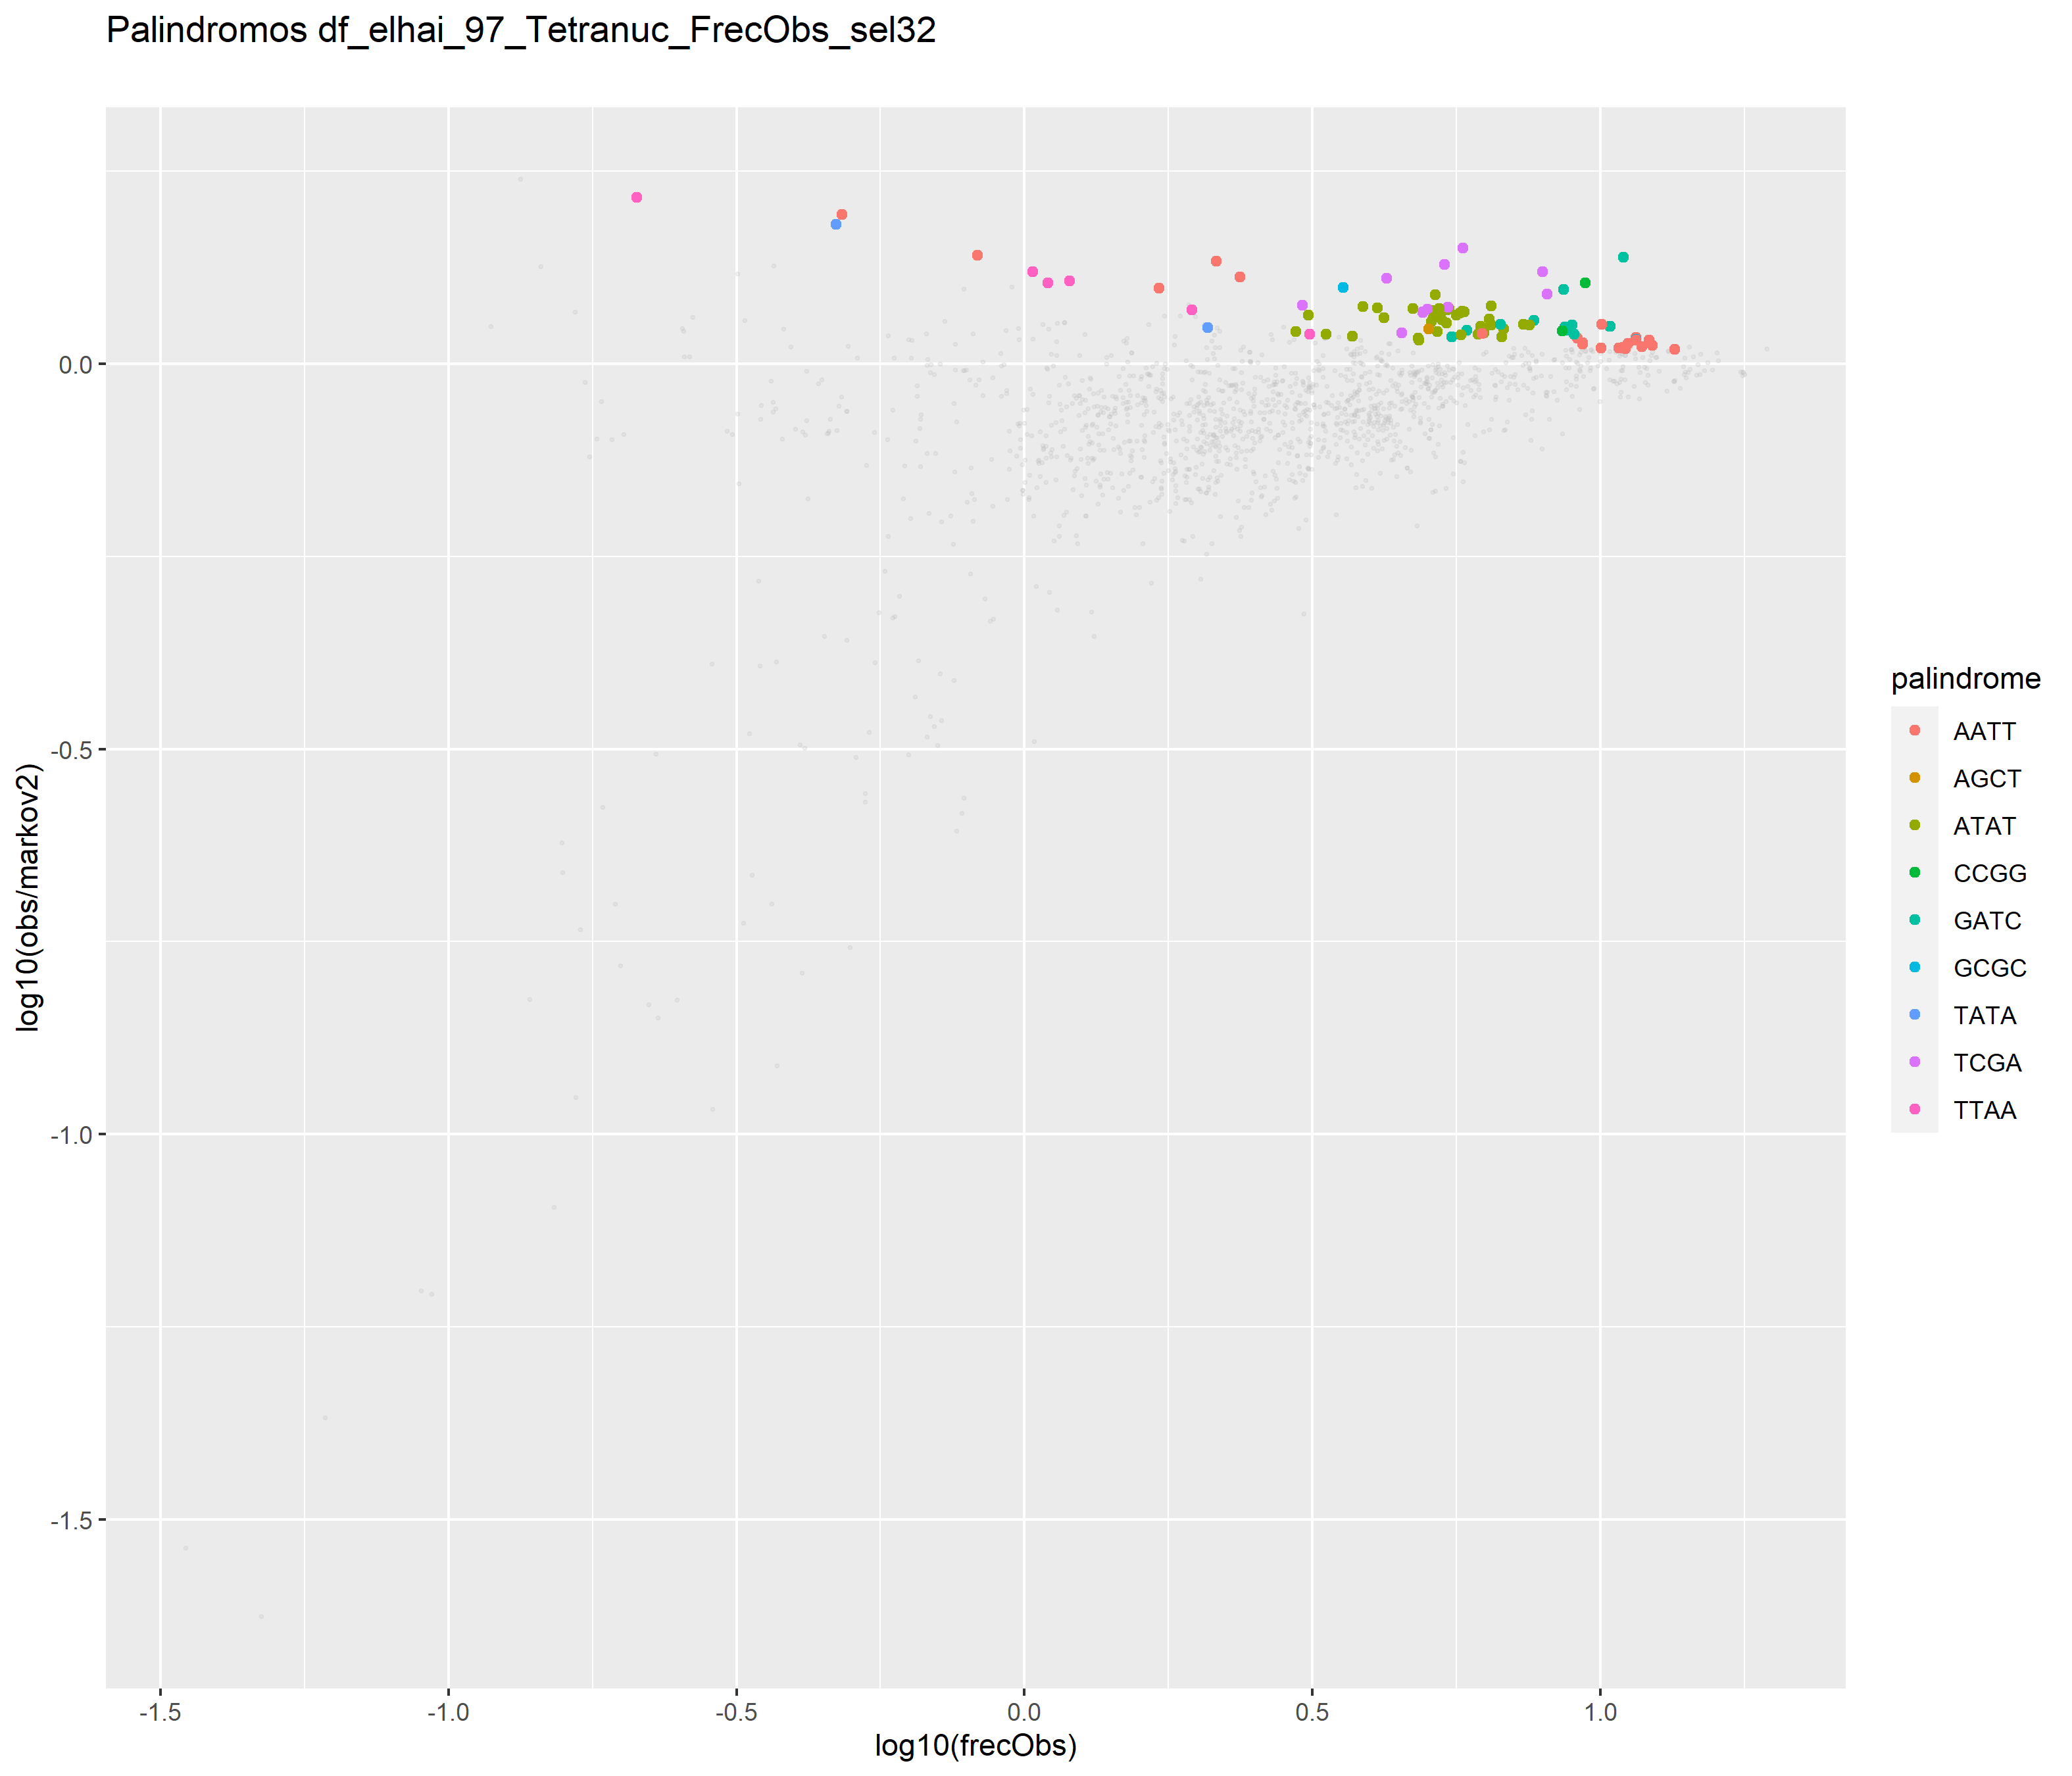 Palindromos df_elhai_97_Tetranuc_FrecObs_sel32
0.0
-0.5
-1.0
-1.5
log10(obs/markov2)
-1.5
-1.0
-0.5
0.0
0.5
1.0
log10(frecObs)
palindrome
AATT
AGCT
ATAT
CCGG
GATC
GCGC
TATA
TCGA
TTAA